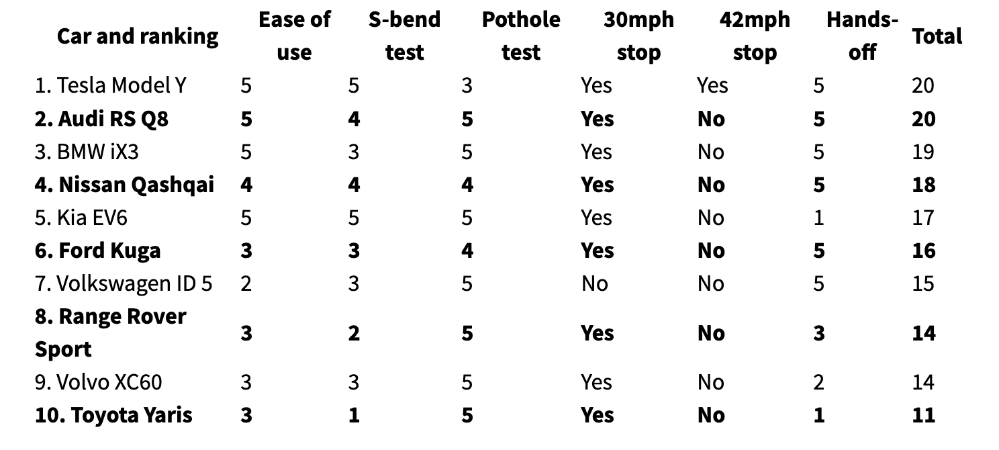 Car and ranking Ease of use S-bend test Pothole test 30mph stop 42mph stop Hands-off Total
1. Tesla Model Y 5 5 3 Yes Yes 5 20
2. Audi RS Q8 5 4 5 Yes No 5 20
3. BMW iX3 5 3 5 Yes No 5 19
4. Nissan Qashqai 4 4 4 Yes No 5 18
5. Kia EV6 5 5 5 Yes No 1 17
6. Ford Kuga 3 3 4 Yes No 5 16
7. Volkswagen ID 5 2 3 5 No No 5 15
8. Range Rover Sport 3 2 5 Yes No 3 14
9. Volvo XC60 3 3 5 Yes No 2 14
10. Toyota Yaris 3 1 5 Yes No 1 11